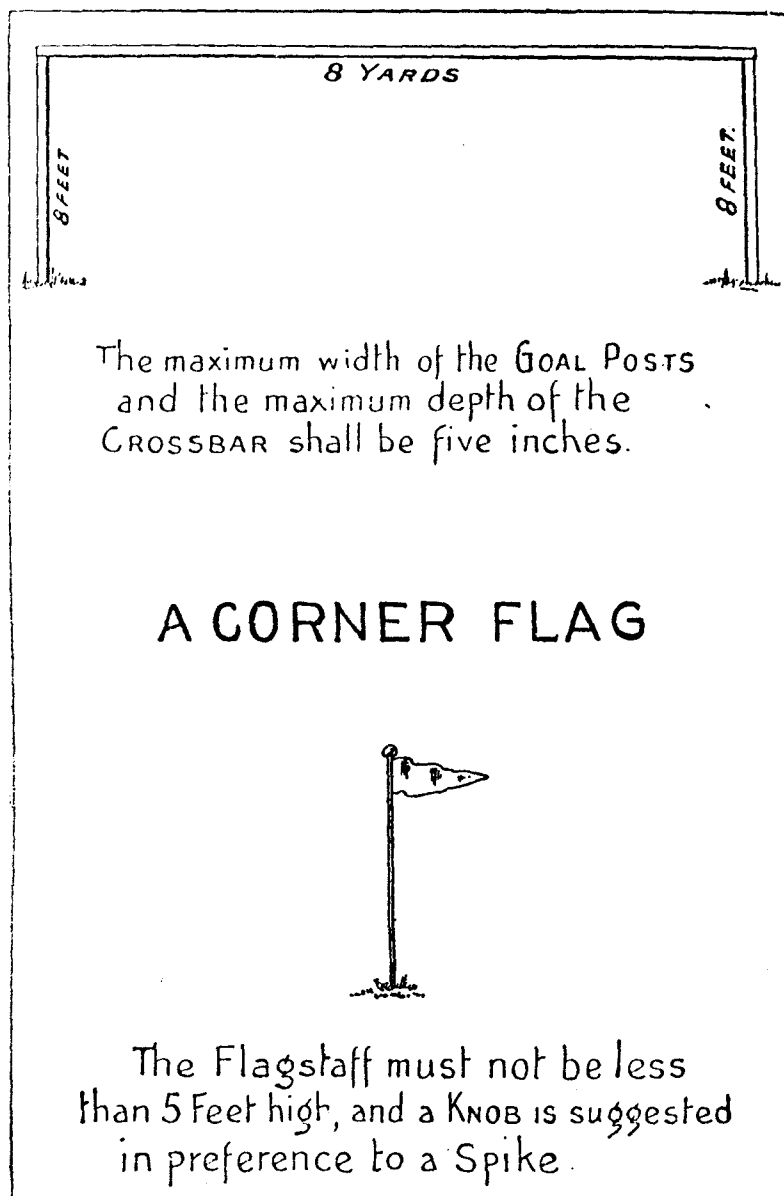 8 YARDS
8 FEET
8 FEET.
The maximum width of the GOAL POSTS
and the maximum depth of the
CROSSBAR shall be five inches.
A CORNER FLAG
The Flagstaff must not be less
than 5 Feet high, and a KNOB IS suggested
in preference to a Spike.